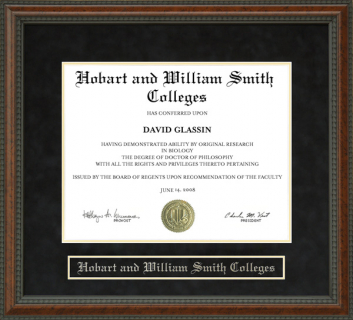 Hobart and William Smith
Colleges
HAS CONFERRED UPON
DAVID GLASSIN
HAVING DEMONSTRATED ABILITY BY ORIGINAL RESEARCH
IN BIOLOGY
THE DEGREE OF DOCTOR OF PHILOSOPHY
WITH ALL THE RIGHTS AND PRIVILEGES THERETO PERTAINING
ISSUED BY THE BOARD OF REGENTS UPON RECOMMENDATION OF THE FACULTY
JUNE 14, 2008
PROVOST
PRESIDENT
Hobart and William Smith Colleges